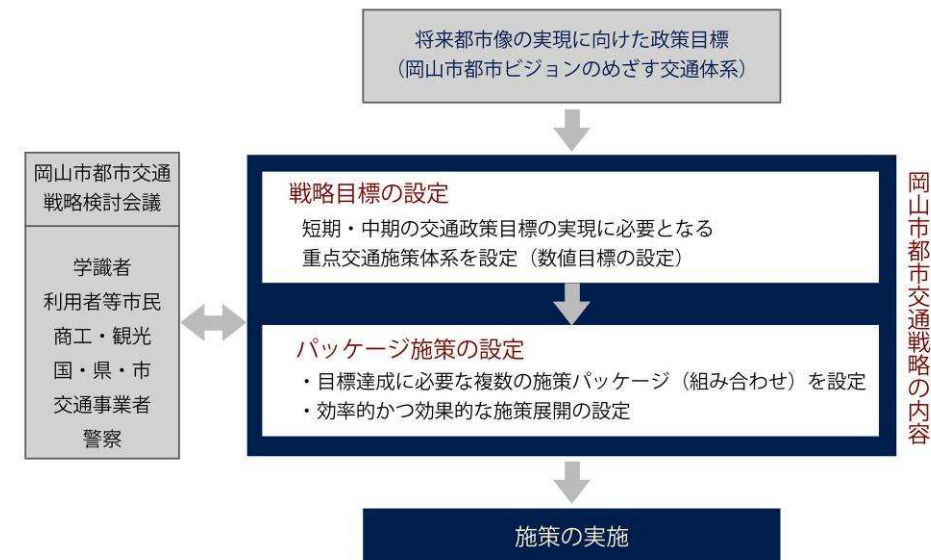 将来都市像の実現に向けた政策目標
（岡山市都市ビジョンのめざす交通体系）
岡山市都市交通
戦略検討会議
学識者
利用者等市民
商工・観光
国・県・市
交通事業者
警察
戦略目標の設定
短期・中期の交通政策目標の実現に必要となる
重点交通施策体系を設定（数値目標の設定）
パッケージ施策の設定
・目標達成に必要な複数の施策パッケージ（組み合わせ）を設定
・効率的かつ効果的な施策展開の設定
岡山市都市交通戦略の内容
施策の実施